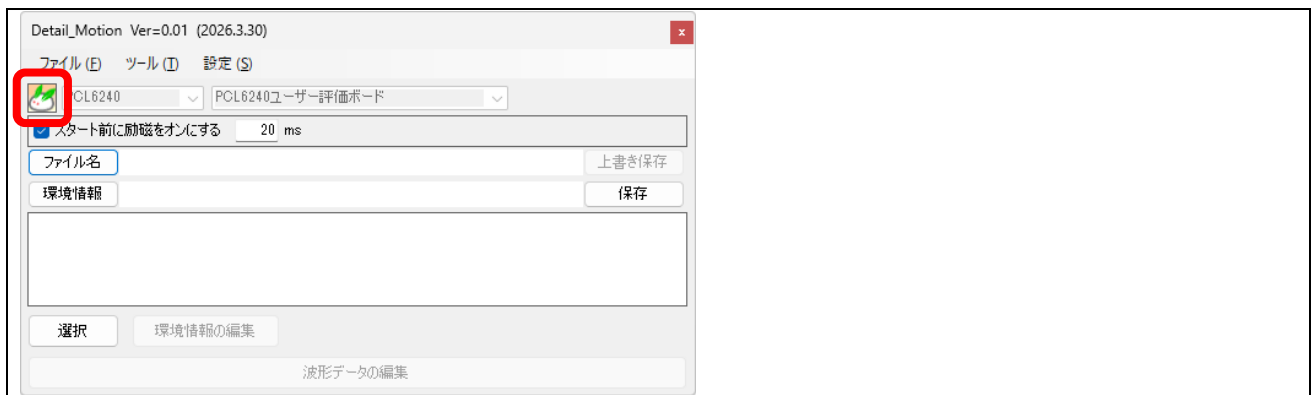 Detail_Motion Ver=0.01 (2026.3.30)
x
ファイル(F) ツール(T) 設定(S)
PCL6240 PCL6240ユーザー評価ボード
スタート前に励磁をオンにする 20 ms
ファイル名 上書き保存
環境情報 保存
選択 環境情報の編集
波形データの編集